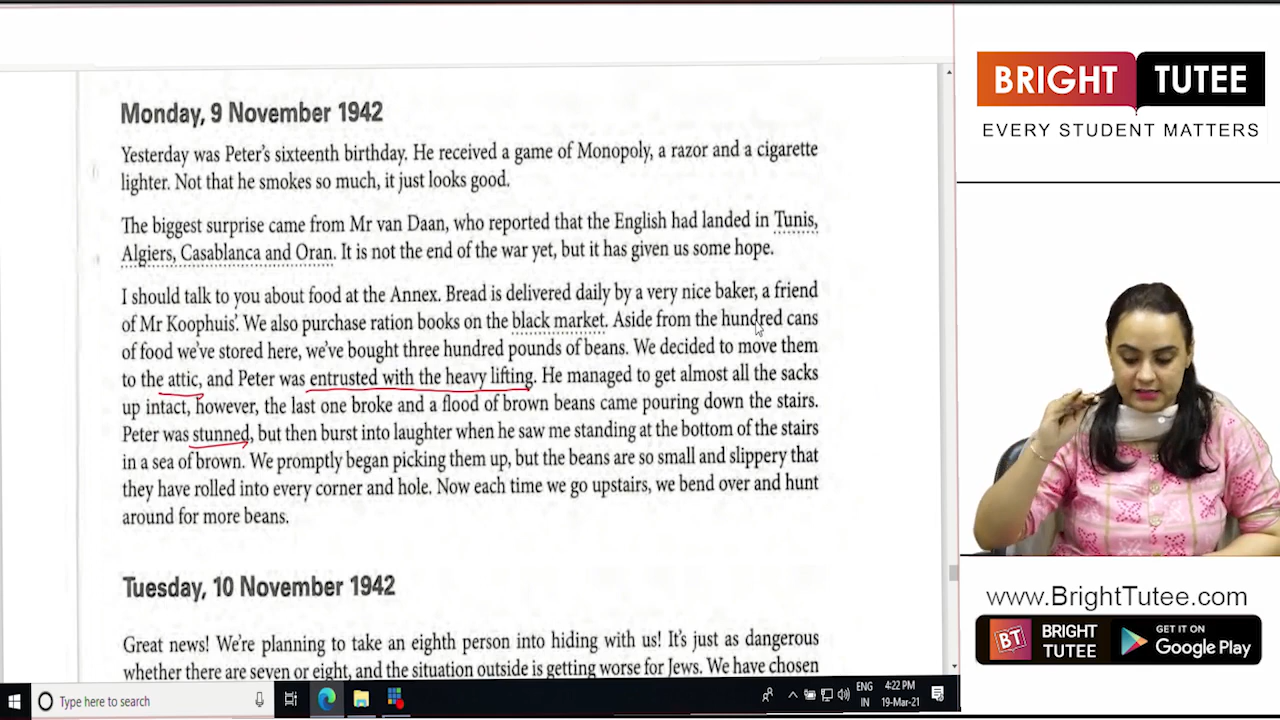 Monday, 9 November 1942
Yesterday was Peter's sixteenth birthday. He received a game of Monopoly, a razor and a cigarette
lighter. Not that he smokes so much, it just looks good.
The biggest surprise came from Mr van Daan, who reported that the English had landed in Tunis,
Algiers, Casablanca and Oran. It is not the end of the war yet, but it has given us some hope.
I should talk to you about food at the Annex. Bread is delivered daily by a very nice baker, a friend
of Mr Koophuis'. We also purchase ration books on the black market. Aside from the hundred cans
of food we've stored here, we've bought three hundred pounds of beans. We decided to move them
to the attic, and Peter was entrusted with the heavy lifting. He managed to get almost all the sacks
up intact, however, the last one broke and a flood of brown beans came pouring down the stairs.
Peter was stunned, but then burst into laughter when he saw me standing at the bottom of the stairs
in a sea of brown. We promptly began picking them up, but the beans are so small and slippery that
they have rolled into every corner and hole. Now each time we go upstairs, we bend over and hunt
around for more beans.
Tuesday, 10 November 1942
Great news! We're planning to take an eighth person into hiding with us! It's just as dangerous
whether there are seven or eight, and the situation outside is getting worse for Jews. We have chosen
Type here to search
ENG
IN
4:22 PM
19-Mar-21
BRIGHT TUTEE
EVERY STUDENT MATTERS
www.BrightTutee.com
BT
BRIGHT
TUTEE
GET IT ON
Google Play